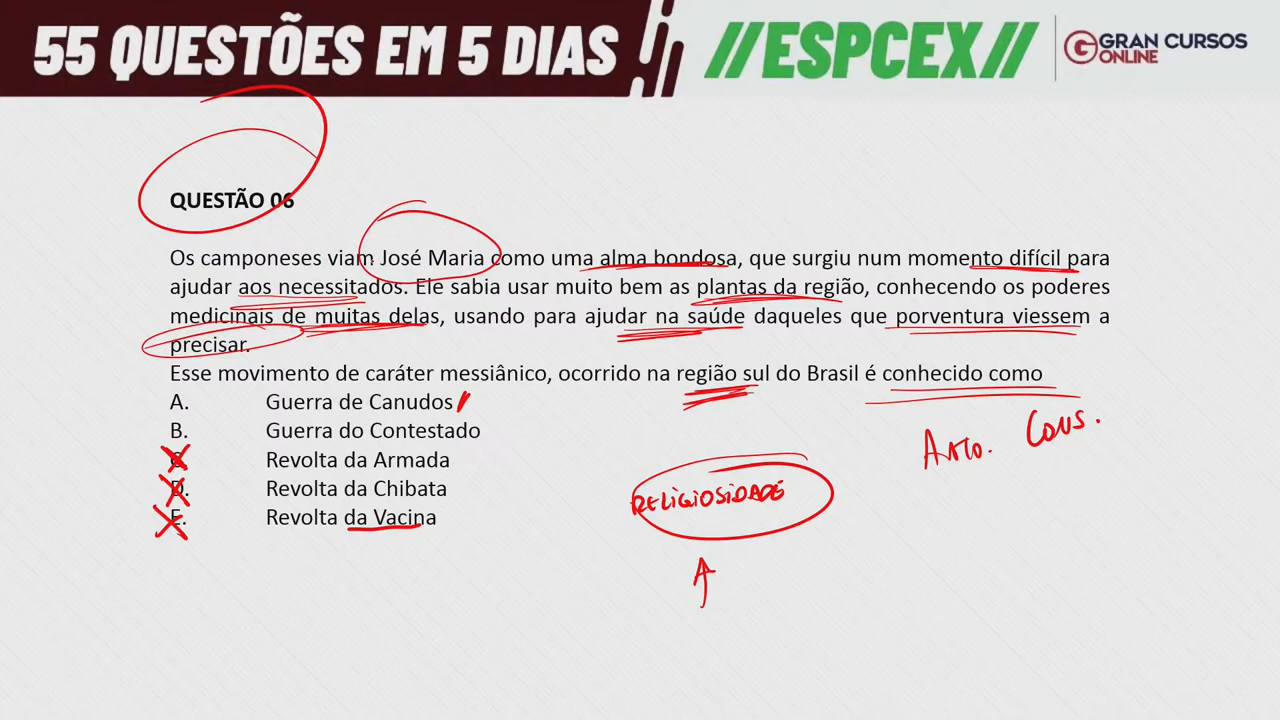 55 QUESTÕES EM 5 DIAS
//ESPCEX//
GRAN CURSOS
ONLINE
QUESTÃO 06
Os camponeses viam José Maria como uma alma bondosa, que surgiu num momento difícil para
ajudar aos necessitados. Ele sabia usar muito bem as plantas da região, conhecendo os poderes
medicinais de muitas delas, usando para ajudar na saúde daqueles que porventura viessem a
precisar.
Esse movimento de caráter messiânico, ocorrido na região sul do Brasil é conhecido como
A. Guerra de Canudos
B. Guerra do Contestado
C. Revolta da Armada
D. Revolta da Chibata
E. Revolta da Vacina
Anto. Cons.
RELIGIOSIDADE